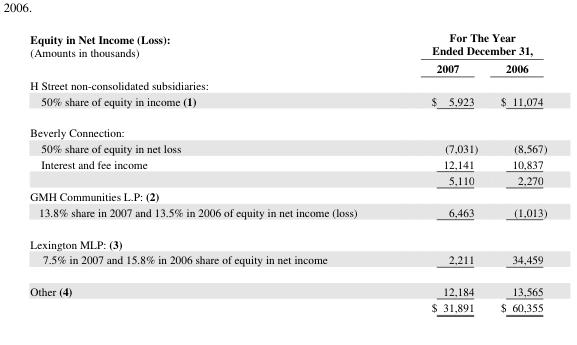 2006.
Equity in Net Income (Loss):
(Amounts in thousands)
For The Year
Ended December 31,
2007 2006
H Street non-consolidated subsidiaries:
50% share of equity in income (1) $ 5,923 $ 11,074
Beverly Connection:
50% share of equity in net loss (7,031) (8,567)
Interest and fee income 12,141 10,837
5,110 2,270
GMH Communities L.P: (2)
13.8% share in 2007 and 13.5% in 2006 of equity in net income (loss) 6,463 (1,013)
Lexington MLP: (3)
7.5% in 2007 and 15.8% in 2006 share of equity in net income 2,211 34,459
Other (4) 12,184 13,565
$ 31,891 $ 60,355